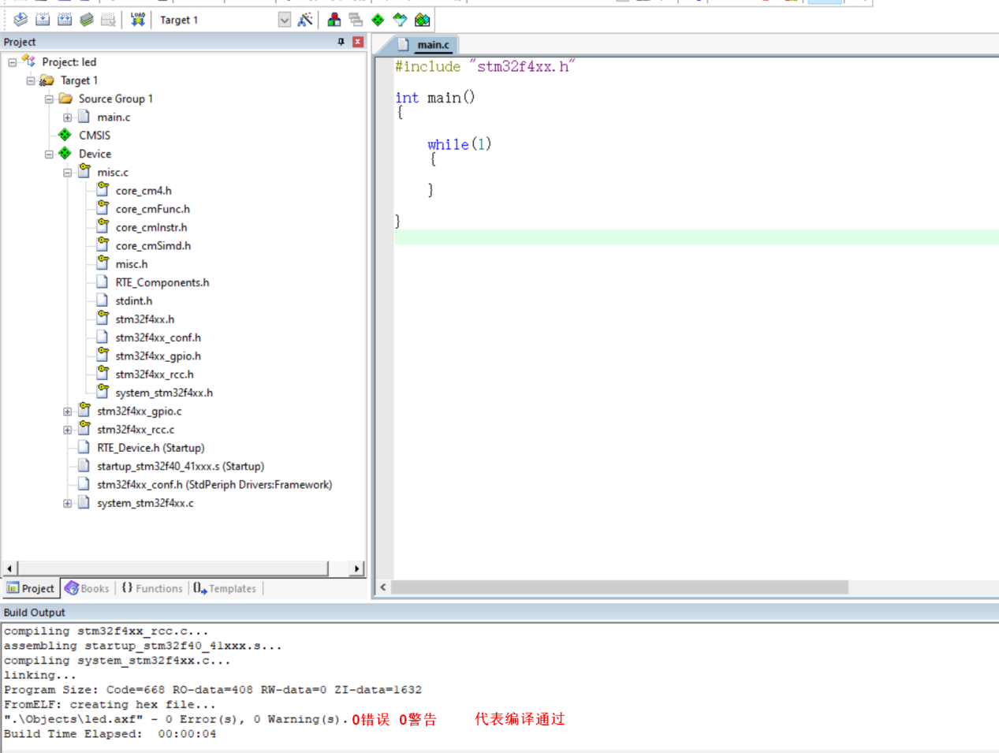 LOAD
Target 1
Project
main.c
Project: led
Target 1
Source Group 1
main.c
CMSIS
Device
misc.c
core_cm4.h
core_cmFunc.h
core_cmInstr.h
core_cmSimd.h
misc.h
RTE_Components.h
stdint.h
stm32f4xx.h
stm32f4xx_conf.h
stm32f4xx_gpio.h
stm32f4xx_rcc.h
system_stm32f4xx.h
stm32f4xx_gpio.c
stm32f4xx_rcc.c
RTE_Device.h (Startup)
startup_stm32f40_41xxx.s (Startup)
stm32f4xx_conf.h (StdPeriph Drivers:Framework)
system_stm32f4xx.c
#include "stm32f4xx.h"
int main()
{
while(1)
{
}
}
Project Books {} Functions 0 Templates
Build Output
compiling stm32f4xx_rcc.c...
assembling startup_stm32f40_41xxx.s...
compiling system_stm32f4xx.c...
linking...
Program Size: Code=668 RO-data=408 RW-data=0 ZI-data=1632
FromELF: creating hex file...
".\Objects\led.axf" - 0 Error(s), 0 Warning(s). 0错误 0警告 代表编译通过
Build Time Elapsed:  00:00:04